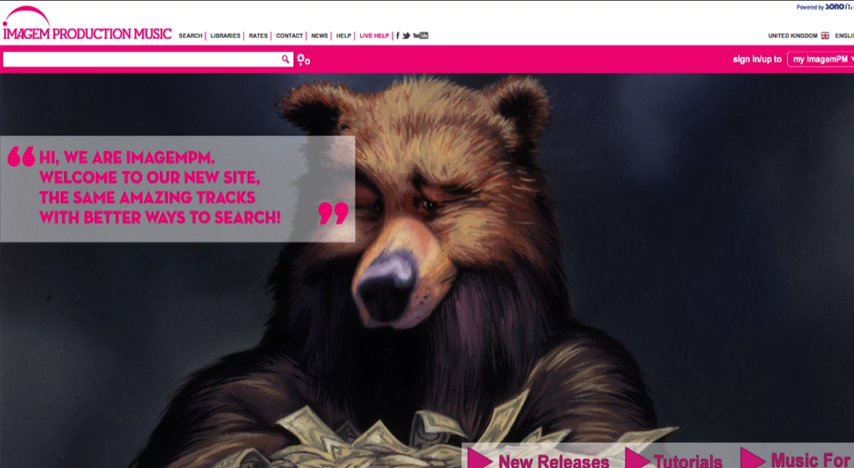 Powered by
IMAGEM PRODUCTION MUSIC
SEARCH | LIBRARIES | RATES | CONTACT | NEWS | HELP | LIVE HELP | f YouTube
UNITED KINGDOM
sign in/up to my imagemPM
“ HI, WE ARE IMAGEMPM.
WELCOME TO OUR NEW SITE,
THE SAME AMAZING TRACKS
WITH BETTER WAYS TO SEARCH! ”
New Releases Tutorials Music For